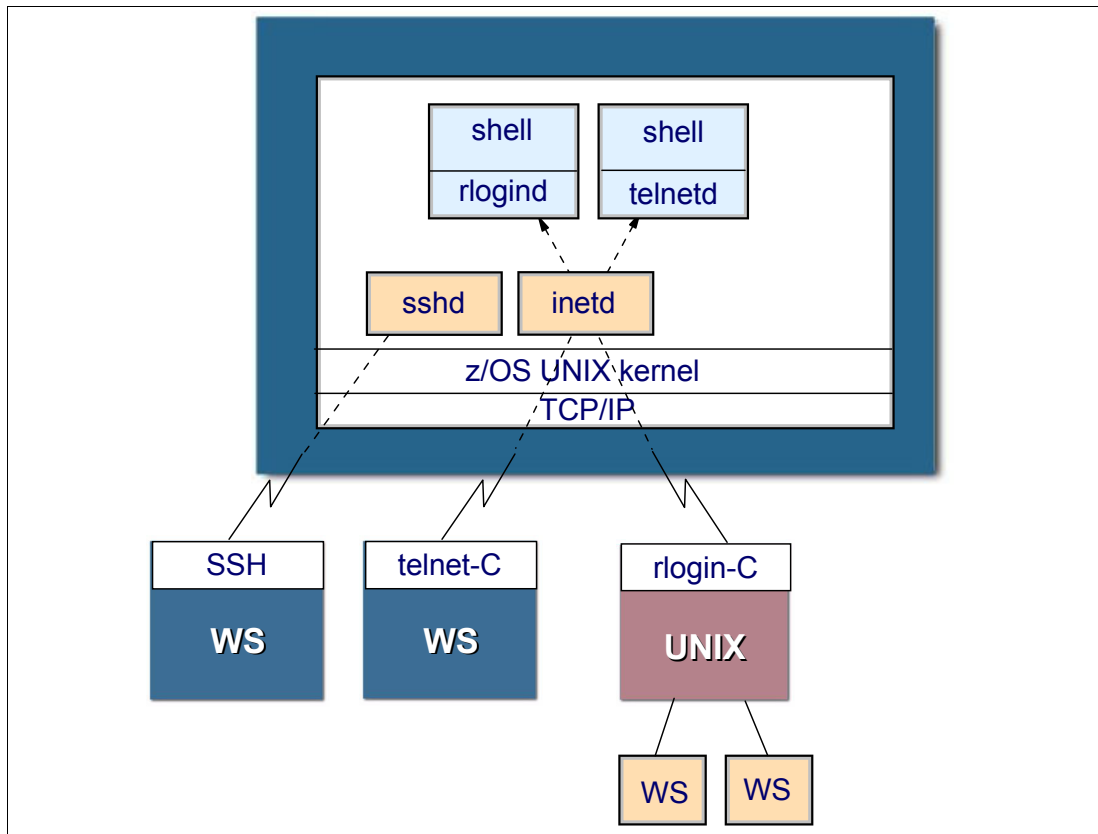 shell
rlogind
shell
telnetd
sshd
inetd
z/OS UNIX kernel
TCP/IP
SSH
WS
telnet-C
WS
rlogin-C
UNIX
WS
WS